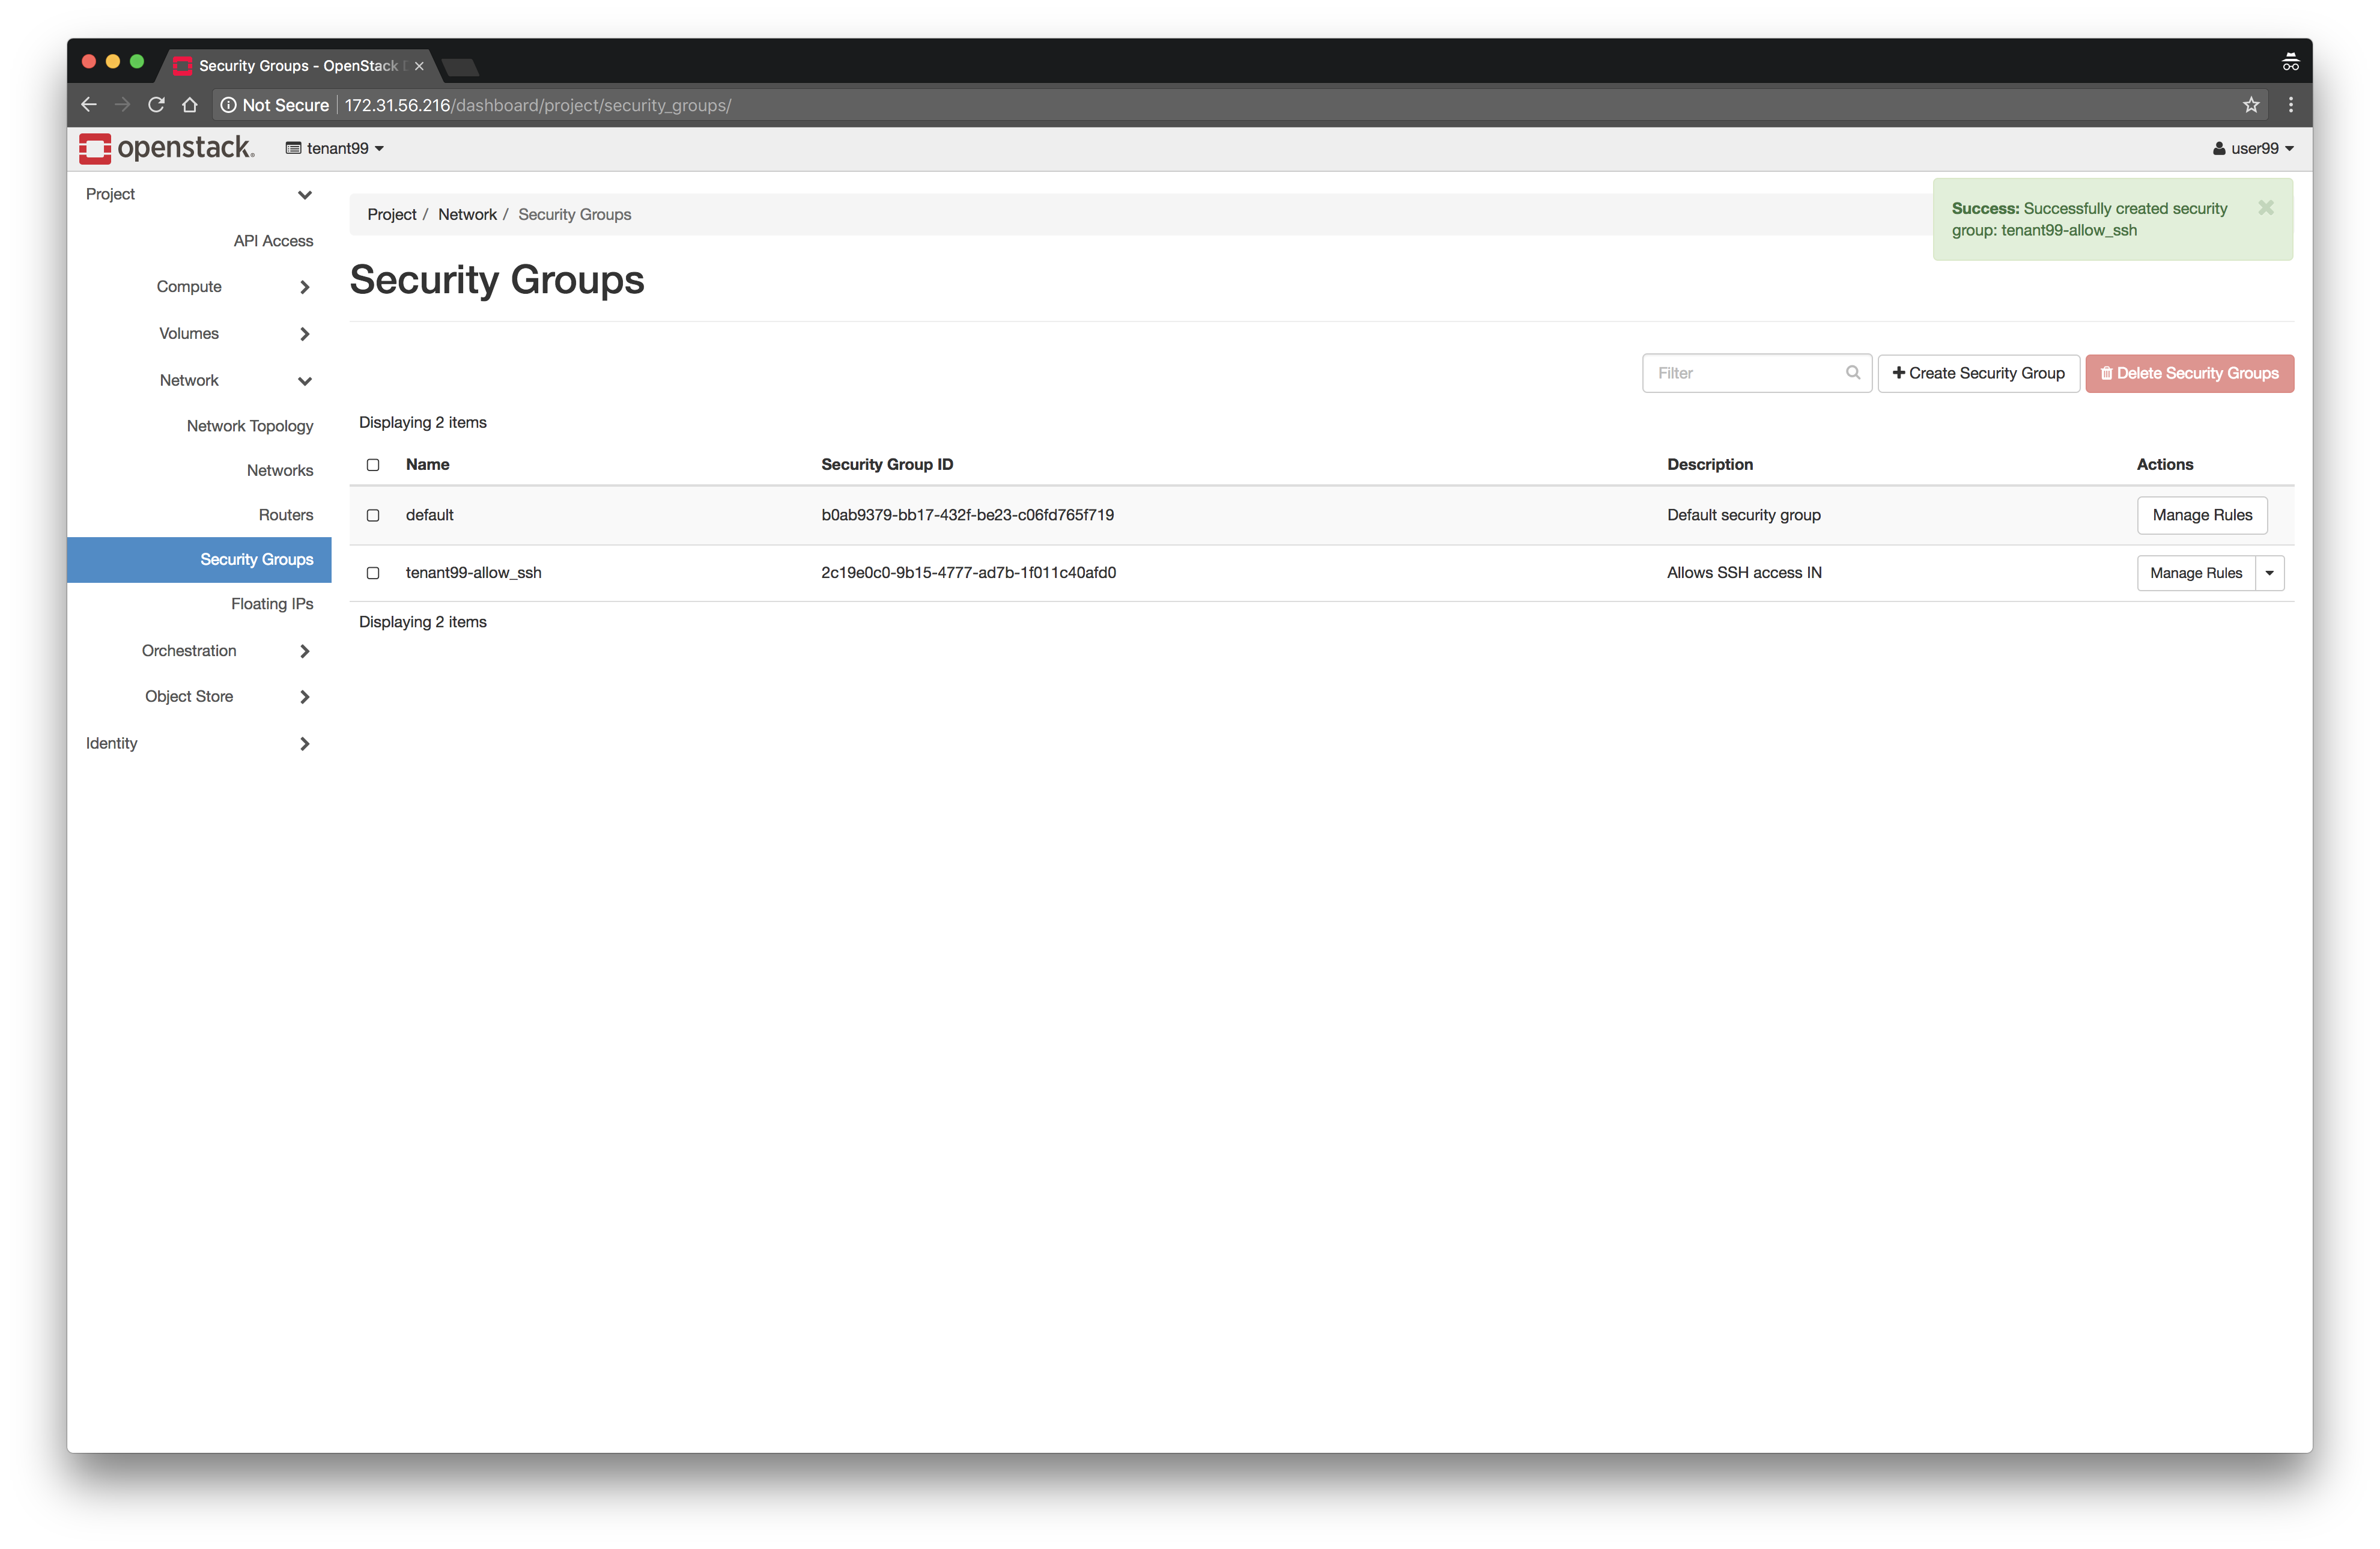 Security Groups - OpenStack
Not Secure 172.31.56.216/dashboard/project/security_groups/
openstack. tenant99 user99
Project
API Access
Compute
Volumes
Network
Network Topology
Networks
Routers
Security Groups
Floating IPs
Orchestration
Object Store
Identity
Project / Network / Security Groups
Success: Successfully created security
group: tenant99-allow_ssh
Security Groups
Filter Create Security Group Delete Security Groups
Displaying 2 items
Name Security Group ID Description Actions
default b0ab9379-bb17-432f-be23-c06fd765f719 Default security group Manage Rules
tenant99-allow_ssh 2c19e0c0-9b15-4777-ad7b-1f011c40afd0 Allows SSH access IN Manage Rules
Displaying 2 items